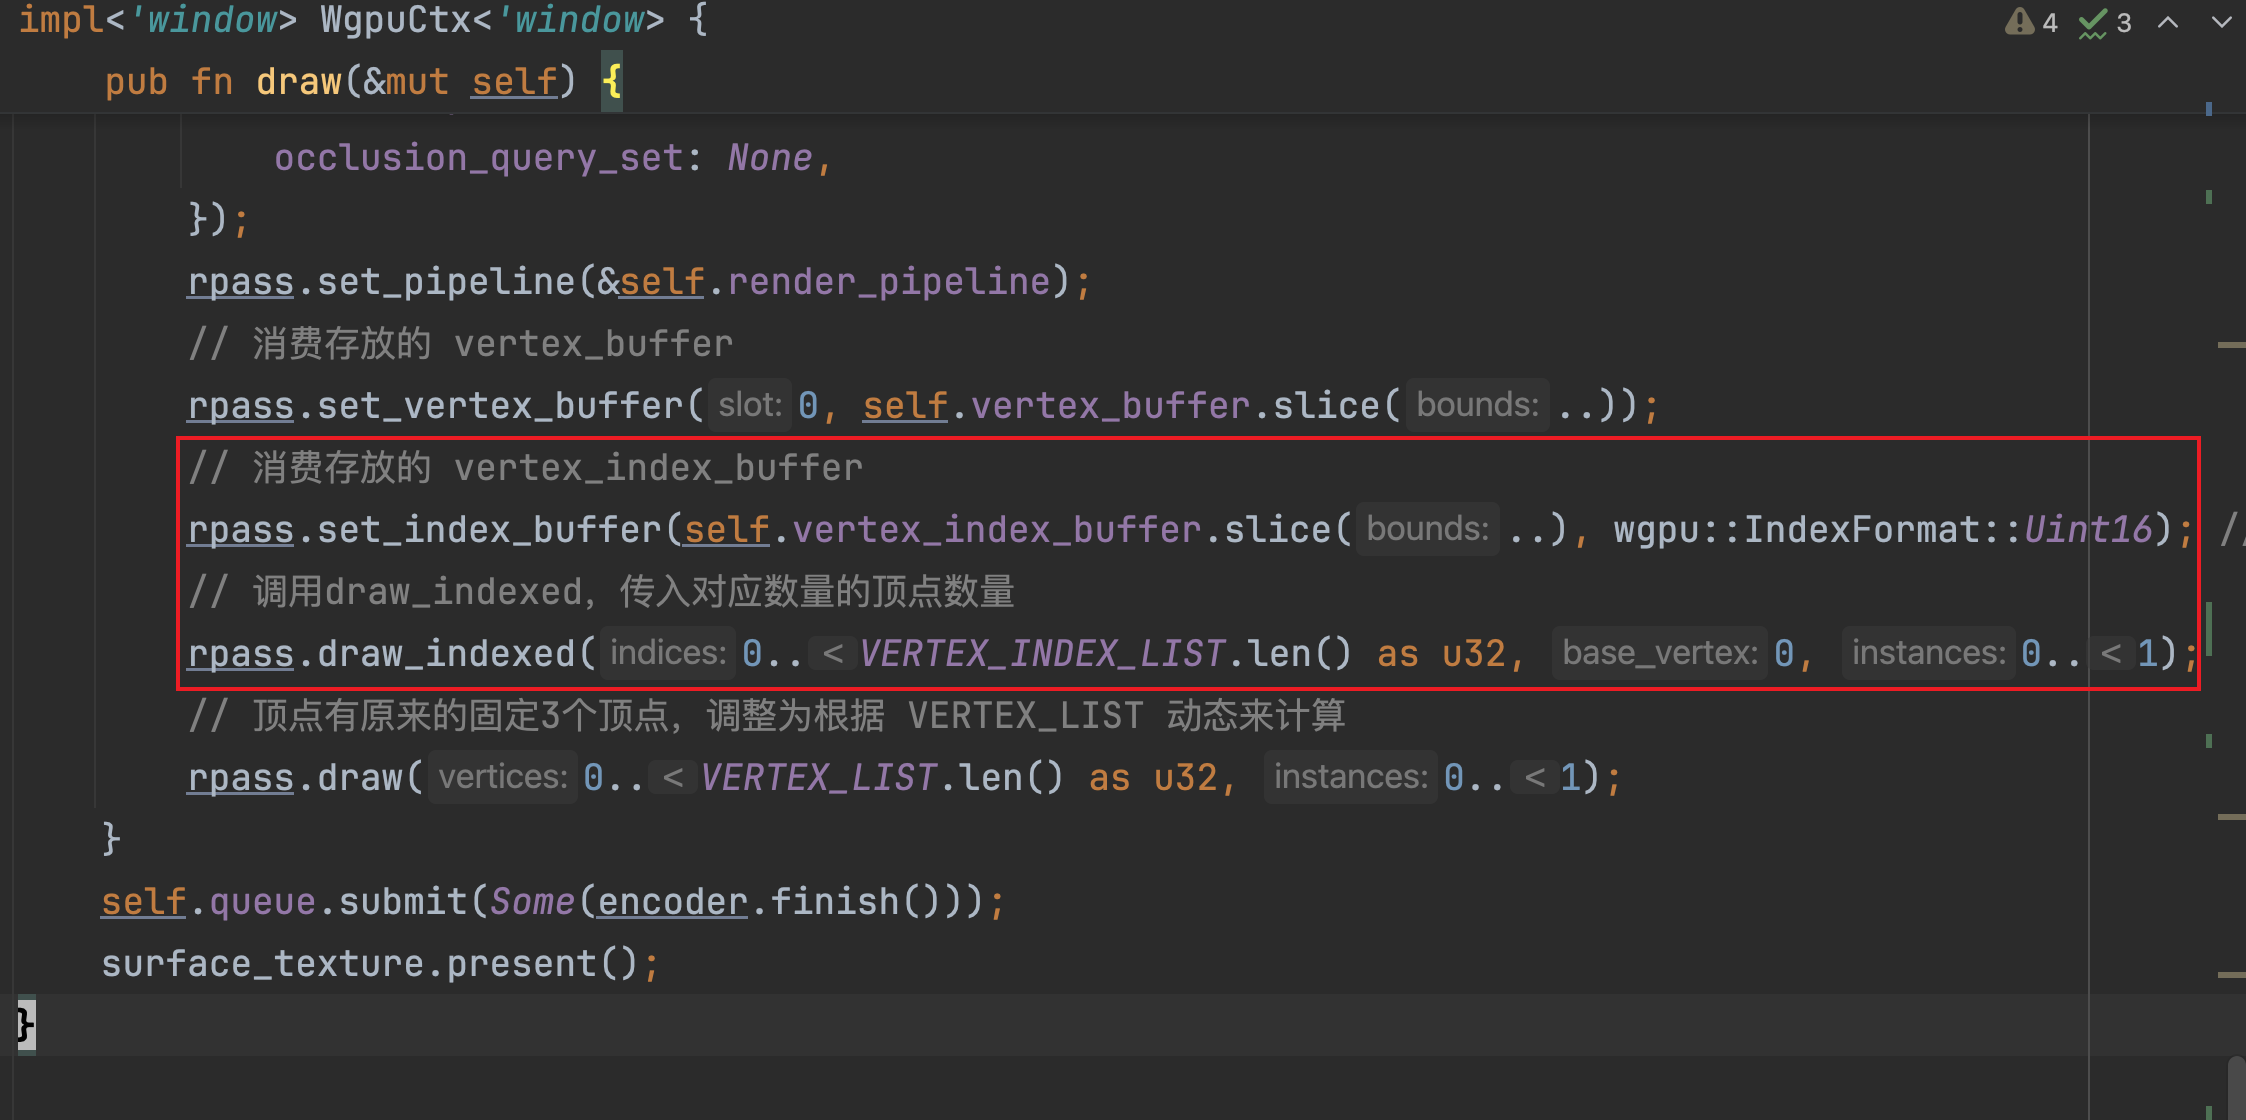 impl<'window> WgpuCtx<'window> {
4 3
pub fn draw(&mut self) {
occlusion_query_set: None,
});
rpass.set_pipeline(&self.render_pipeline);
// 消费存放的 vertex_buffer
rpass.set_vertex_buffer( slot: 0, self.vertex_buffer.slice( bounds: ..));
// 消费存放的 vertex_index_buffer
rpass.set_index_buffer(self.vertex_index_buffer.slice( bounds: ..), wgpu::IndexFormat::Uint16); //
// 调用draw_indexed，传入对应数量的顶点数量
rpass.draw_indexed( indices: 0.. < VERTEX_INDEX_LIST.len() as u32, base_vertex: 0, instances: 0.. < 1);
// 顶点有原来的固定3个顶点，调整为根据 VERTEX_LIST 动态来计算
rpass.draw( vertices: 0.. < VERTEX_LIST.len() as u32, instances: 0.. < 1);
}
self.queue.submit(Some(encoder.finish()));
surface_texture.present();
}